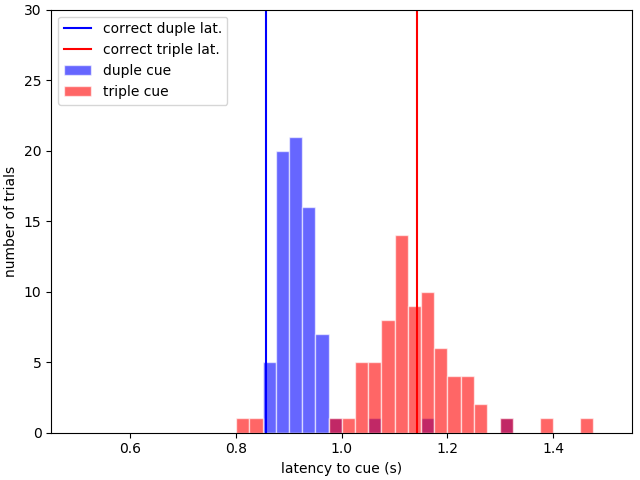 30
25
20
15
10
5
0
number of trials
correct duple lat.
correct triple lat.
duple cue
triple cue
0.6 0.8 1.0 1.2 1.4
latency to cue (s)